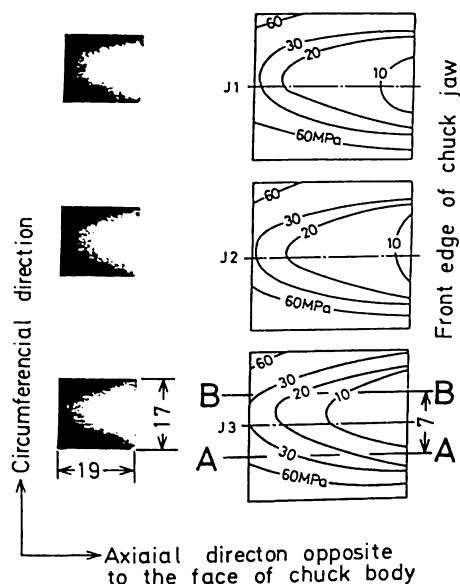 60
30
20
10
J1
60MPa
60
30
20
10
J2
60MPa
60
30
20
10
B
B
J3
7
A
30
A
60MPa
17
19
Front edge of chuck jaw
Circumferencial direction
Axiaial directon opposite
to the face of chuck body